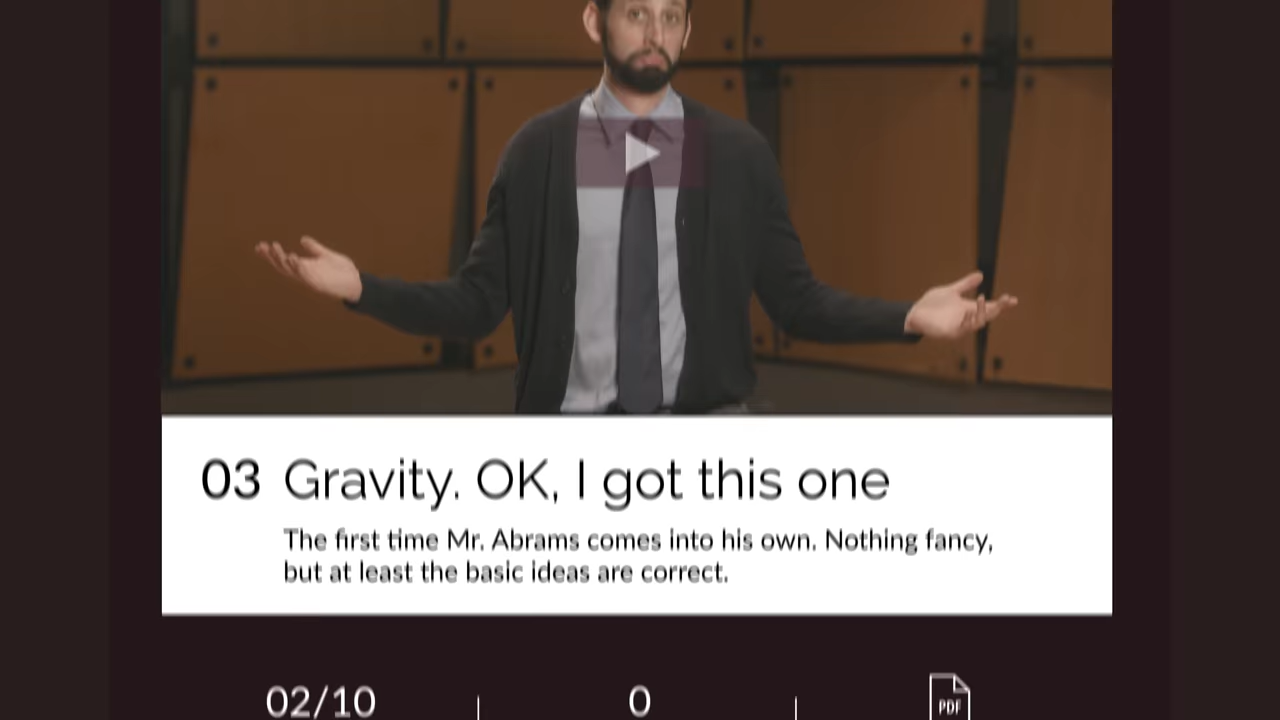 03 Gravity. OK, I got this one
The first time Mr. Abrams comes into his own. Nothing fancy,
but at least the basic ideas are correct.
02/10 0 PDF